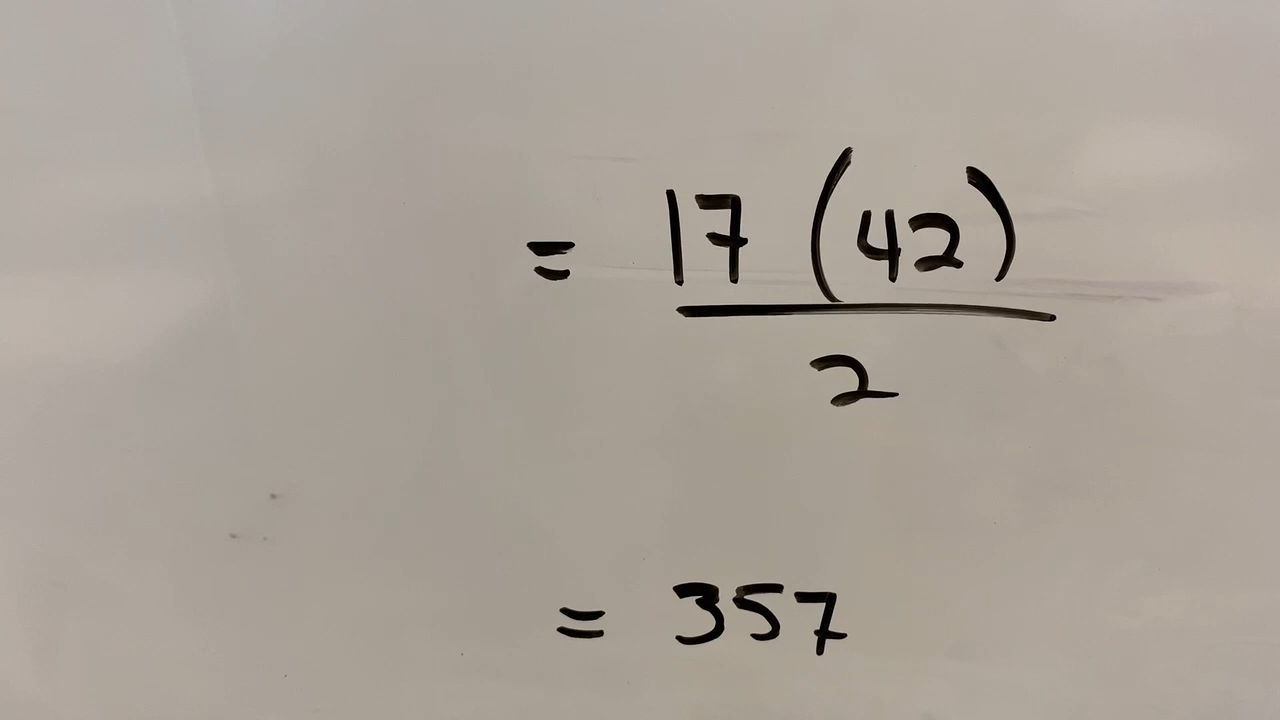 = 17 (42)
2
= 357